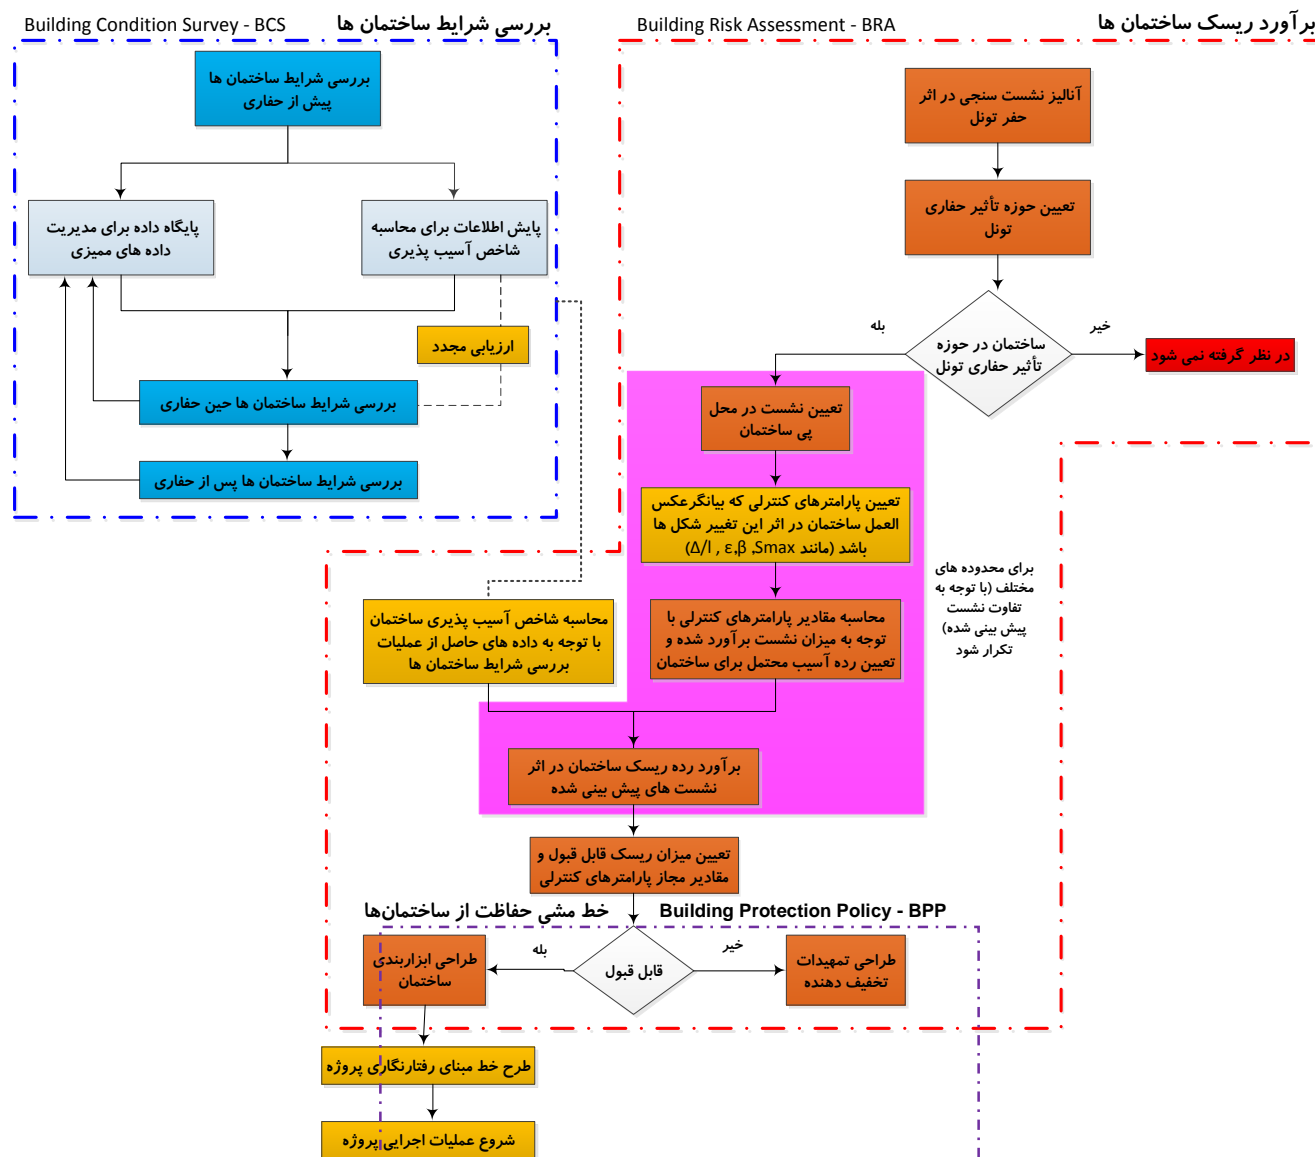 Building Condition Survey - BCS
بررسی شرایط ساختمان ها
بررسی شرایط ساختمان ها
پیش از حفاری
پایگاه داده برای مدیریت
داده های ممیزی
پایش اطلاعات برای محاسبه
شاخص آسیب پذیری
ارزیابی مجدد
بررسی شرایط ساختمان ها حین حفاری
بررسی شرایط ساختمان ها پس از حفاری
Building Risk Assessment - BRA
برآورد ریسک ساختمان ها
آنالیز نشست سنجی در اثر
حفر تونل
تعیین حوزه تأثیر حفاری
تونل
ساختمان در حوزه
تأثیر حفاری تونل
خیر
بله
در نظر گرفته نمی شود
تعیین نشست در محل
پی ساختمان
تعیین پارامترهای کنترلی که بیانگرعکس
العمل ساختمان در اثر این تغییر شکل ها
باشد (مانند Δ/l , ε,β ,Smax)
محاسبه مقادیر پارامترهای کنترلی با
توجه به میزان نشست برآورد شده و
تعیین رده آسیب محتمل برای ساختمان
برای محدوده های
مختلف (با توجه به
تفاوت نشست
پیش بینی شده)
تکرار شود
محاسبه شاخص آسیب پذیری ساختمان
با توجه به داده های حاصل از عملیات
بررسی شرایط ساختمان ها
برآورد رده ریسک ساختمان در اثر
نشست های پیش بینی شده
تعیین میزان ریسک قابل قبول و
مقادیر مجاز پارامترهای کنترلی
خط مشی حفاظت از ساختمان‌ها
Building Protection Policy - BPP
قابل قبول
خیر
بله
طراحی تمهیدات
تخفیف دهنده
طراحی ابزاربندی
ساختمان
طرح خط مبنای رفتارنگاری پروژه
شروع عملیات اجرایی پروژه